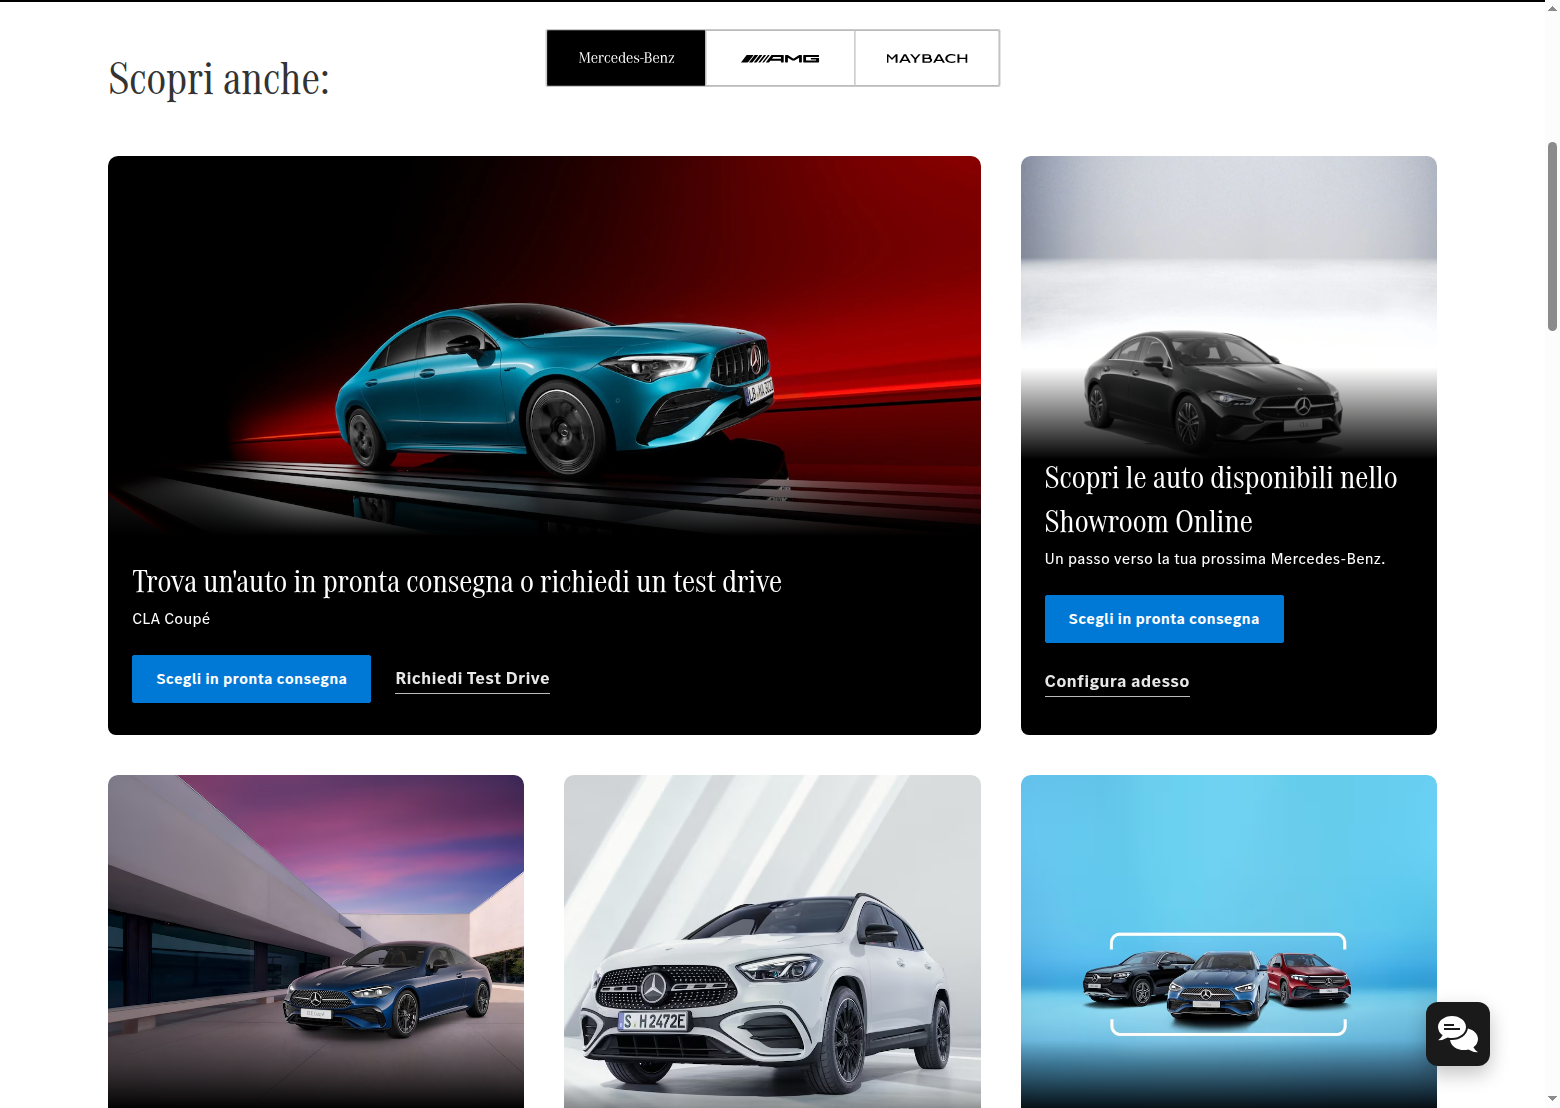 Scopri anche:
Mercedes-Benz
AMG
MAYBACH
Trova un'auto in pronta consegna o richiedi un test drive
CLA Coupé
Scegli in pronta consegna
Richiedi Test Drive
Scopri le auto disponibili nello
Showroom Online
Un passo verso la tua prossima Mercedes-Benz.
Scegli in pronta consegna
Configura adesso
S H 2472E